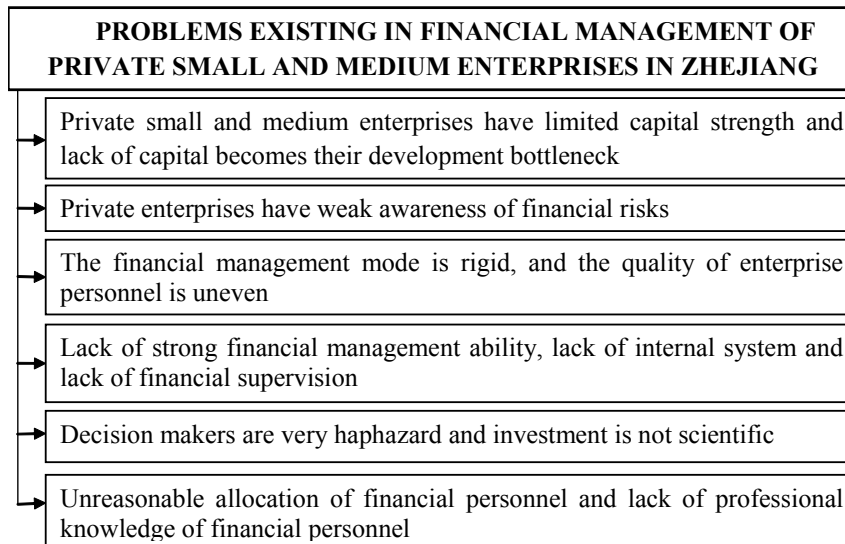 PROBLEMS EXISTING IN FINANCIAL MANAGEMENT OF
PRIVATE SMALL AND MEDIUM ENTERPRISES IN ZHEJIANG
Private small and medium enterprises have limited capital strength and
lack of capital becomes their development bottleneck
Private enterprises have weak awareness of financial risks
The financial management mode is rigid, and the quality of enterprise
personnel is uneven
Lack of strong financial management ability, lack of internal system and
lack of financial supervision
Decision makers are very haphazard and investment is not scientific
Unreasonable allocation of financial personnel and lack of professional
knowledge of financial personnel